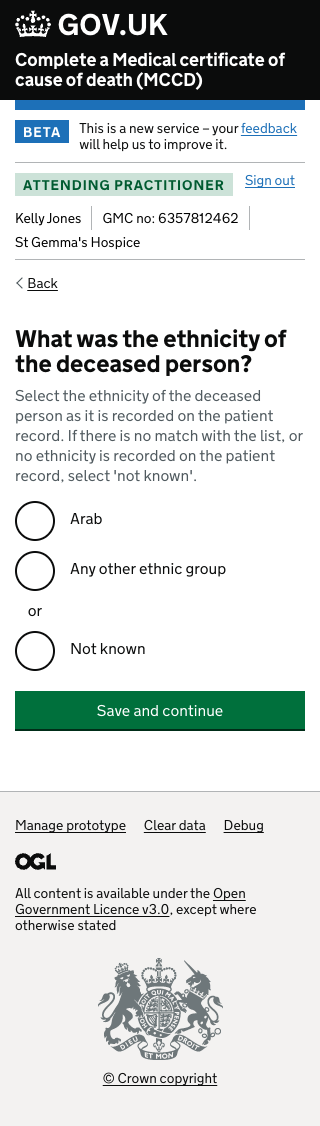 GOV.UK
Complete a Medical certificate of
cause of death (MCCD)
BETA
This is a new service – your feedback
will help us to improve it.
ATTENDING PRACTITIONER
Sign out
Kelly Jones
GMC no: 6357812462
St Gemma's Hospice
Back
What was the ethnicity of
the deceased person?
Select the ethnicity of the deceased
person as it is recorded on the patient
record. If there is no match with the list, or
no ethnicity is recorded on the patient
record, select 'not known'.
Arab
Any other ethnic group
or
Not known
Save and continue
Manage prototype
Clear data
Debug
OGL
All content is available under the Open
Government Licence v3.0, except where
otherwise stated
DIEU ET MON DROIT
© Crown copyright